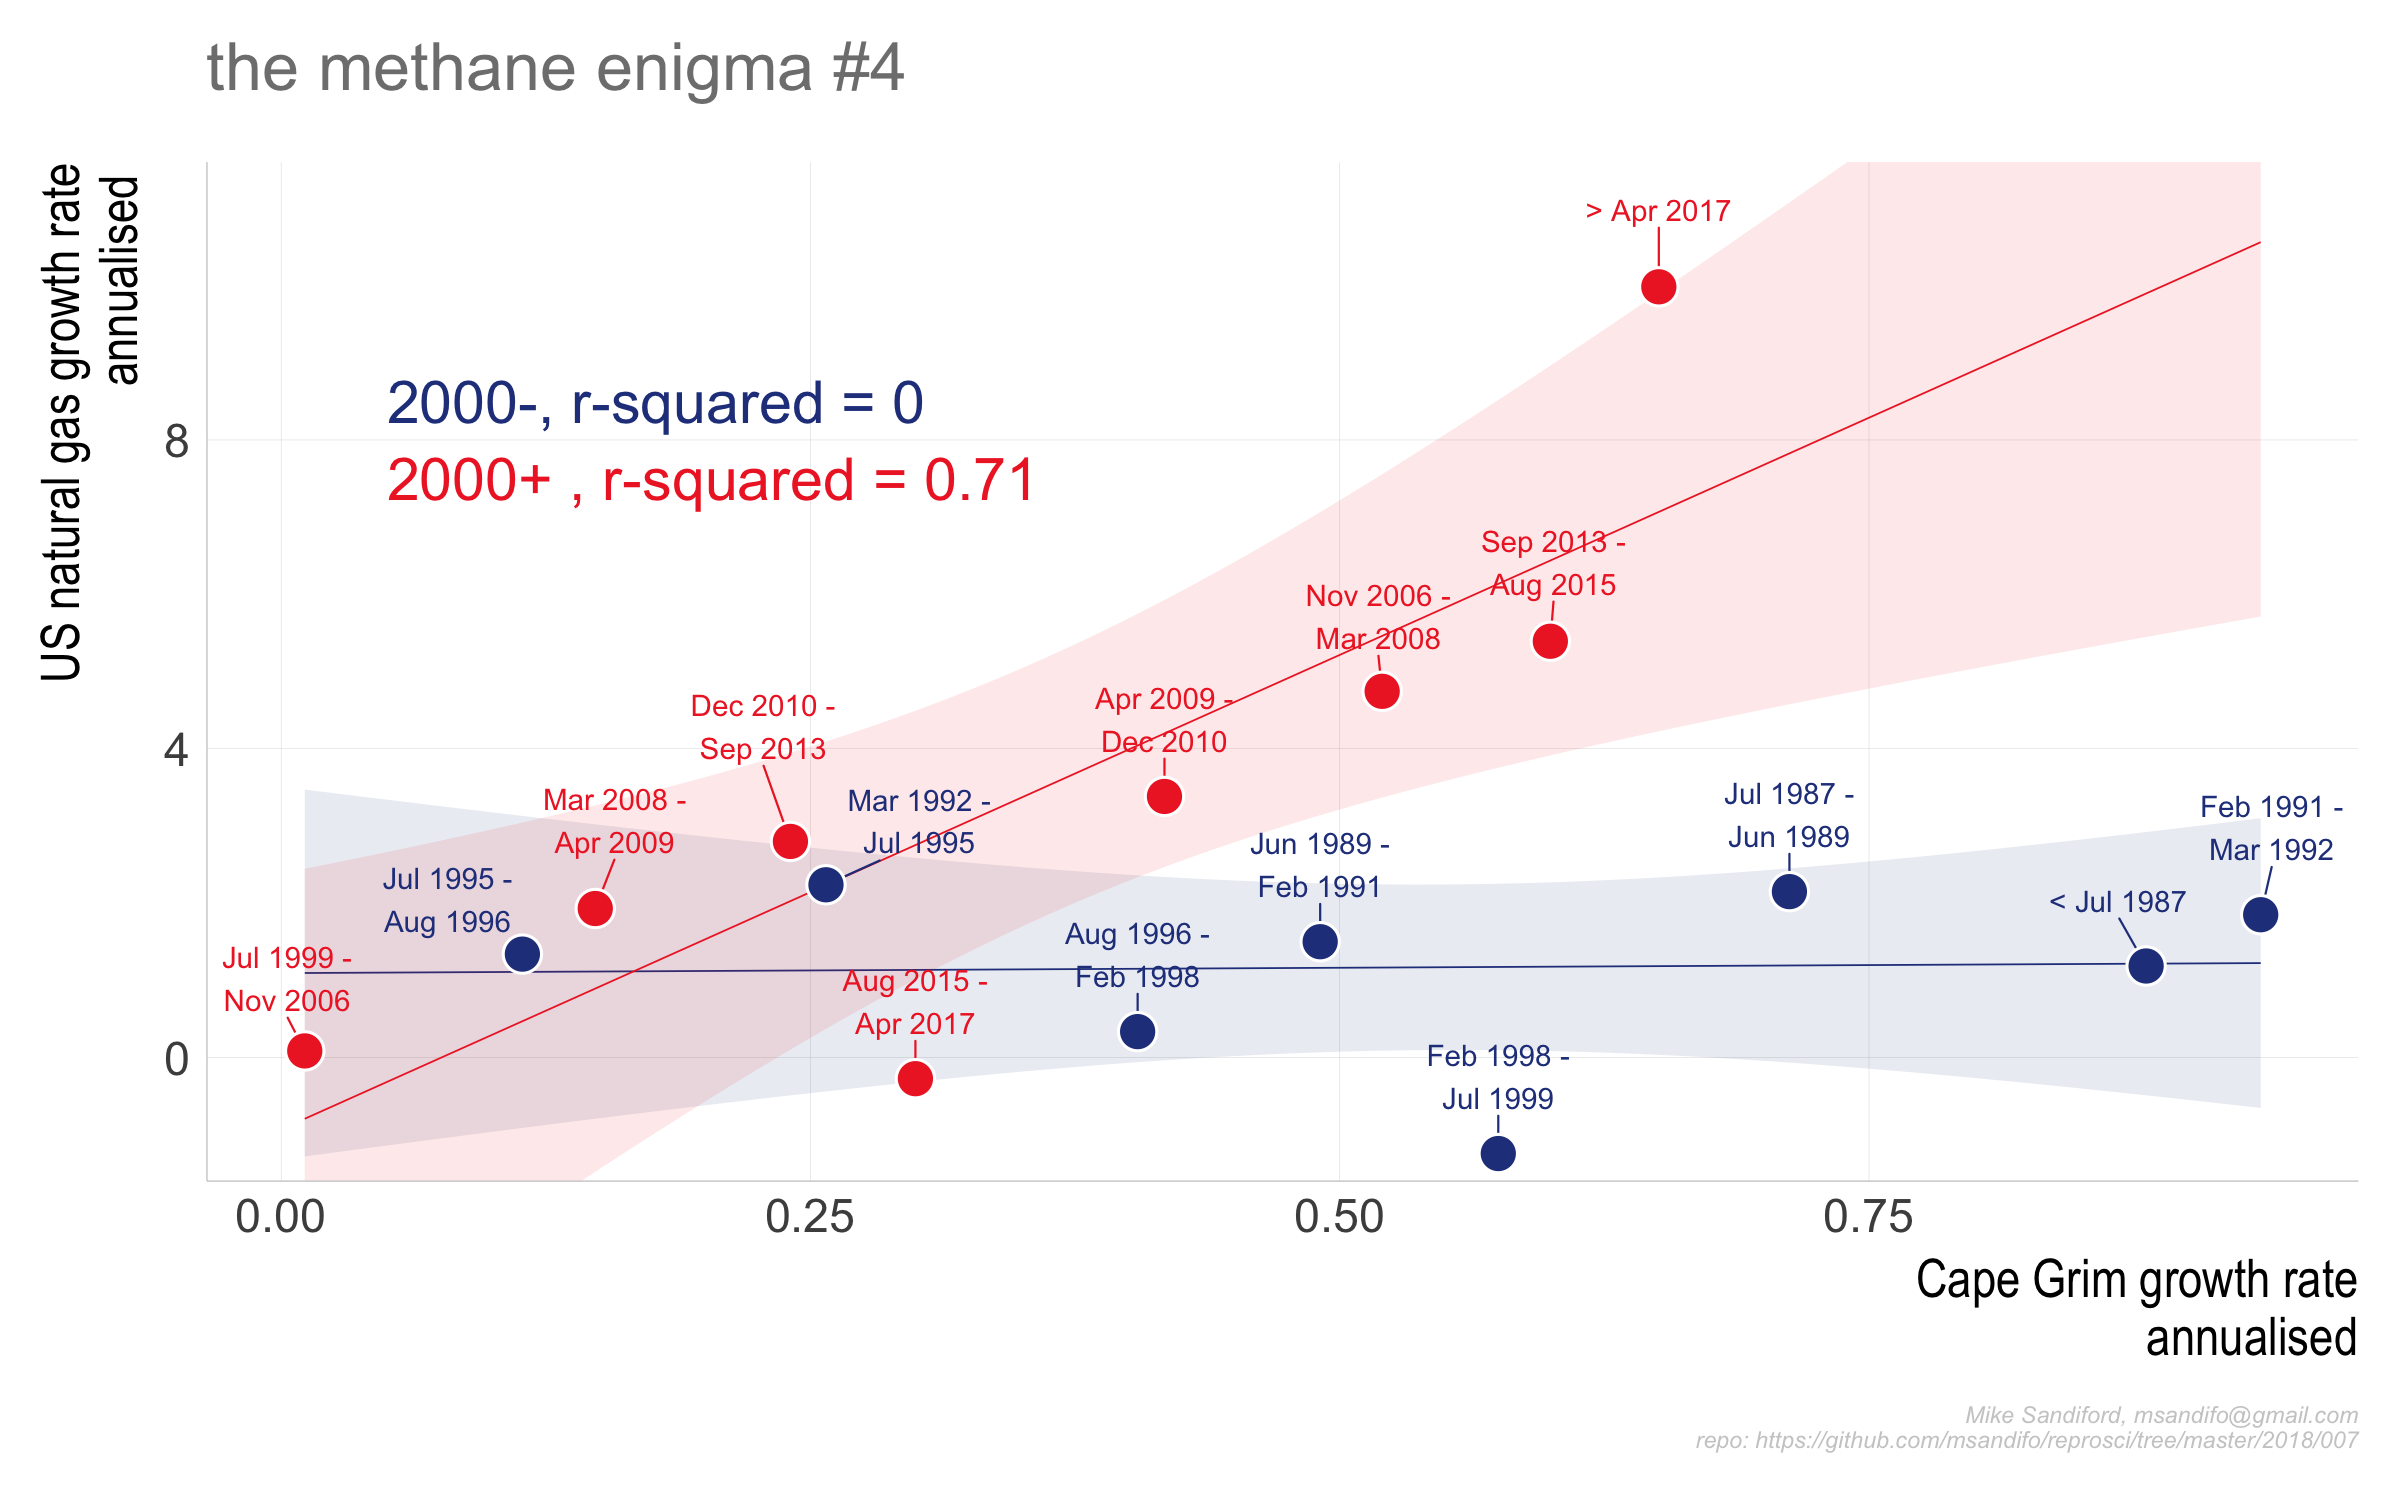 the methane enigma #4
US natural gas growth rate
annualised
2000-, r-squared = 0
2000+ , r-squared = 0.71
8
4
0
> Apr 2017
Sep 2013 -
Aug 2015
Nov 2006 -
Mar 2008
Apr 2009 -
Dec 2010
Dec 2010 -
Sep 2013
Mar 2008 -
Apr 2009
Mar 1992 -
Jul 1995
Jul 1995 -
Aug 1996
Jul 1999 -
Nov 2006
Aug 2015 -
Apr 2017
Aug 1996 -
Feb 1998
Jun 1989 -
Feb 1991
Feb 1998 -
Jul 1999
Jul 1987 -
Jun 1989
< Jul 1987
Feb 1991 -
Mar 1992
0.00
0.25
0.50
0.75
Cape Grim growth rate
annualised
Mike Sandiford, msandifo@gmail.com
repo: https://github.com/msandifo/reprosci/tree/master/2018/007